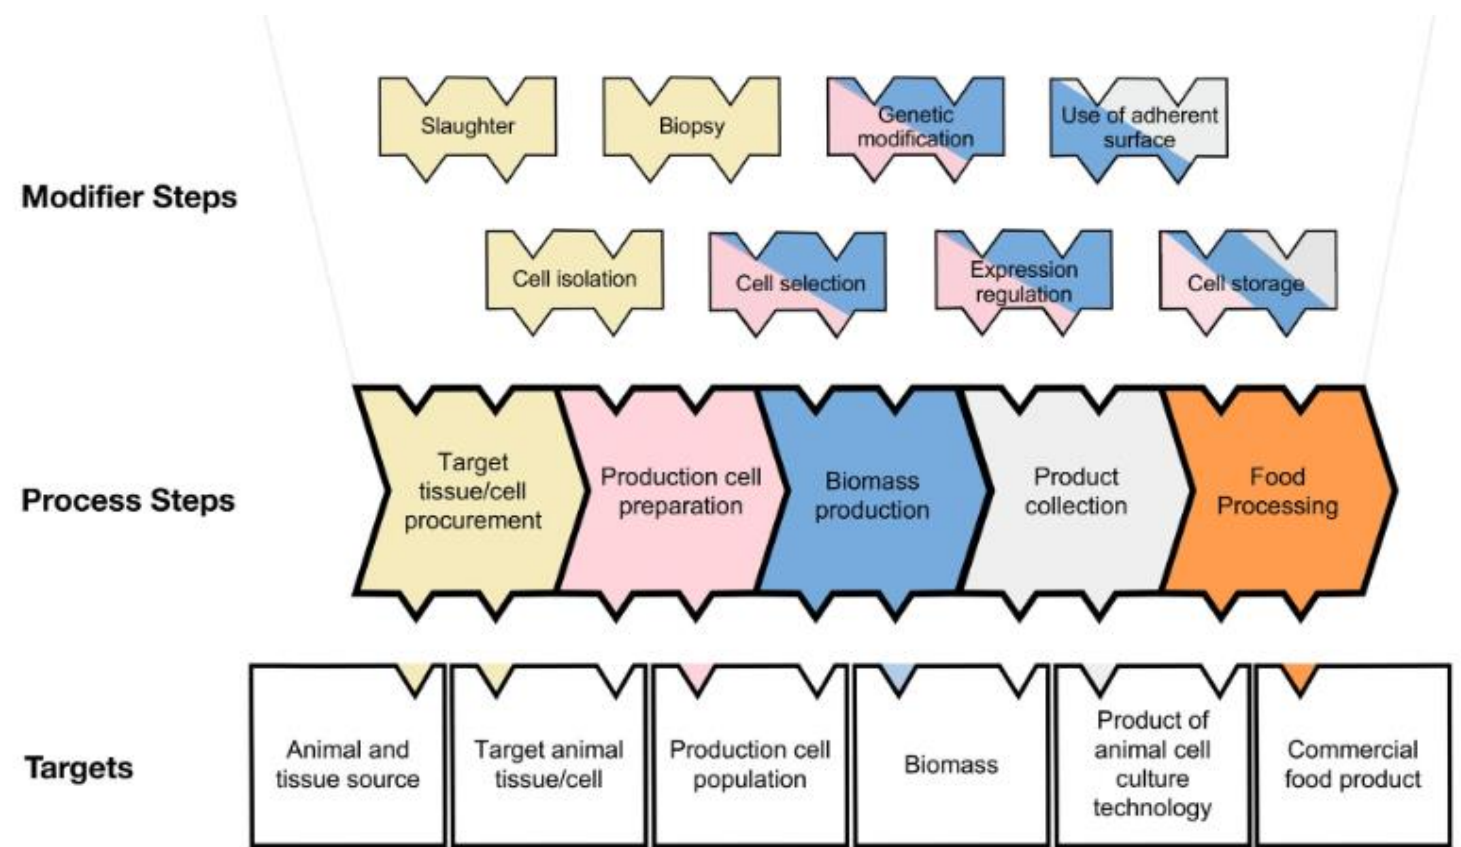 Slaughter
Biopsy
Genetic
modification
Use of adherent
surface
Modifier Steps
Cell isolation
Cell selection
Expression
regulation
Cell storage
Process Steps
Target
tissue/cell
procurement
Production cell
preparation
Biomass
production
Product
collection
Food
Processing
Targets
Animal and
tissue source
Target animal
tissue/cell
Production cell
population
Biomass
Product of
animal cell
culture
technology
Commercial
food product